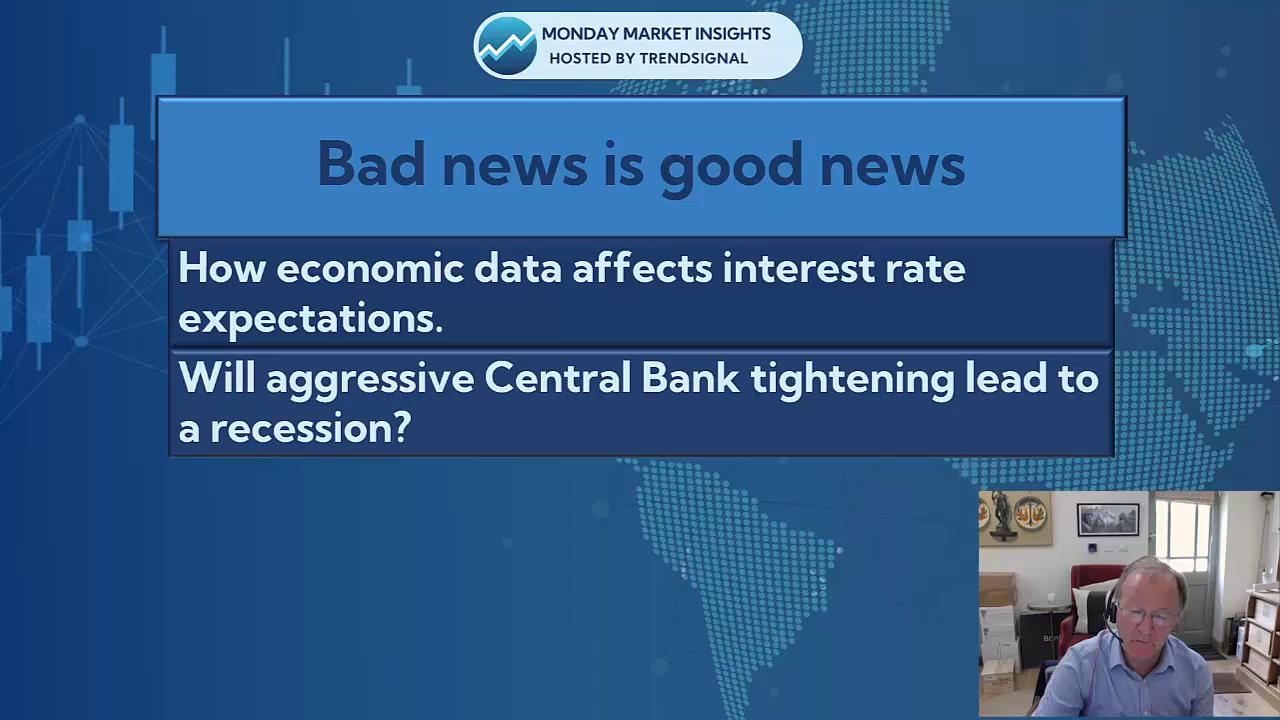 MONDAY MARKET INSIGHTS
HOSTED BY TRENDSIGNAL
Bad news is good news
How economic data affects interest rate
expectations.
Will aggressive Central Bank tightening lead to
a recession?